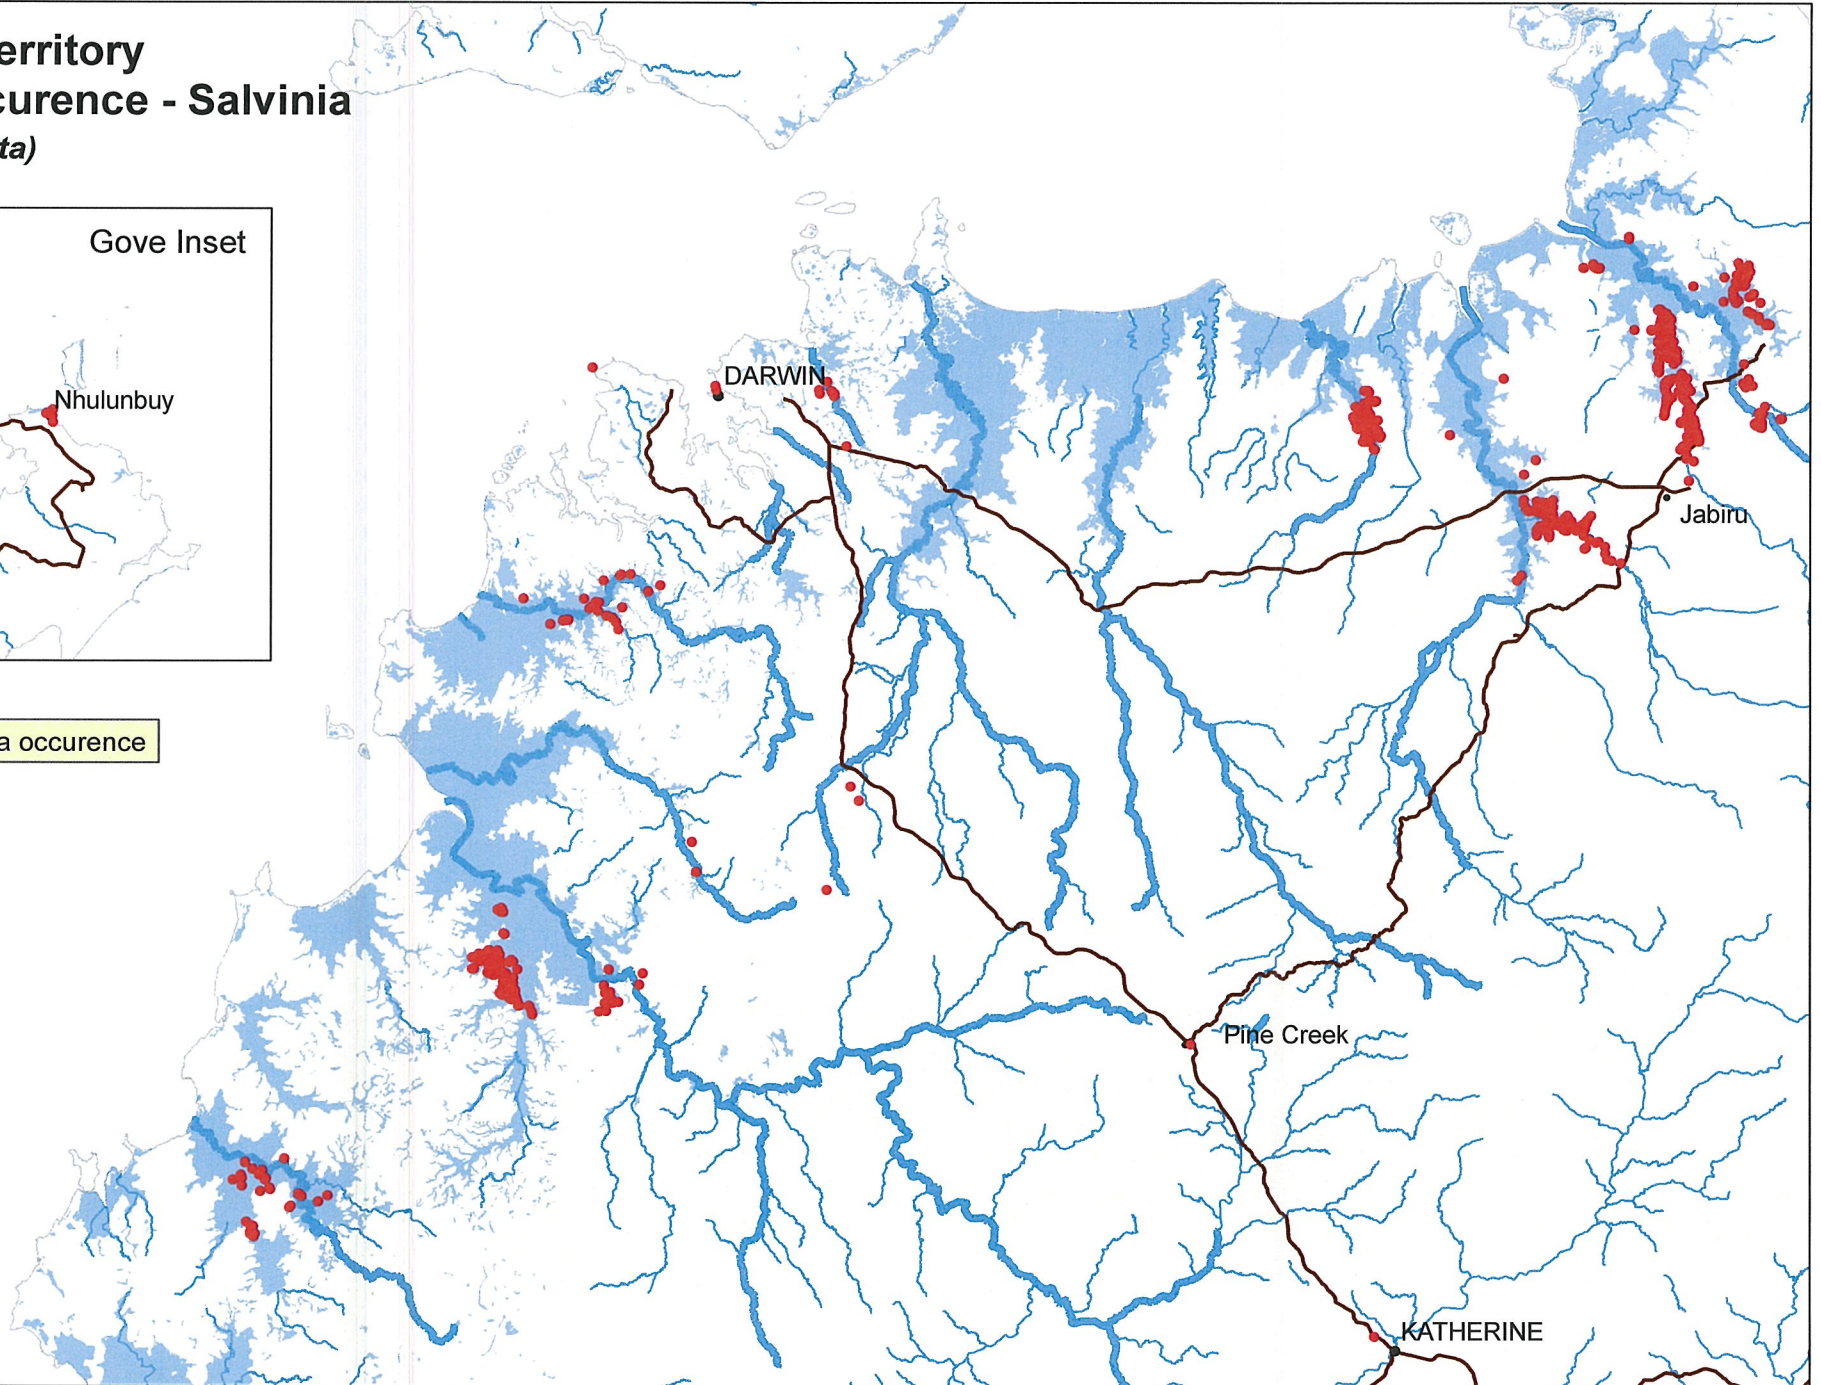 erritory
curence - Salvinia
ta)
Gove Inset
Nhulunbuy
a occurence
DARWIN
Jabiru
Pine Creek
KATHERINE